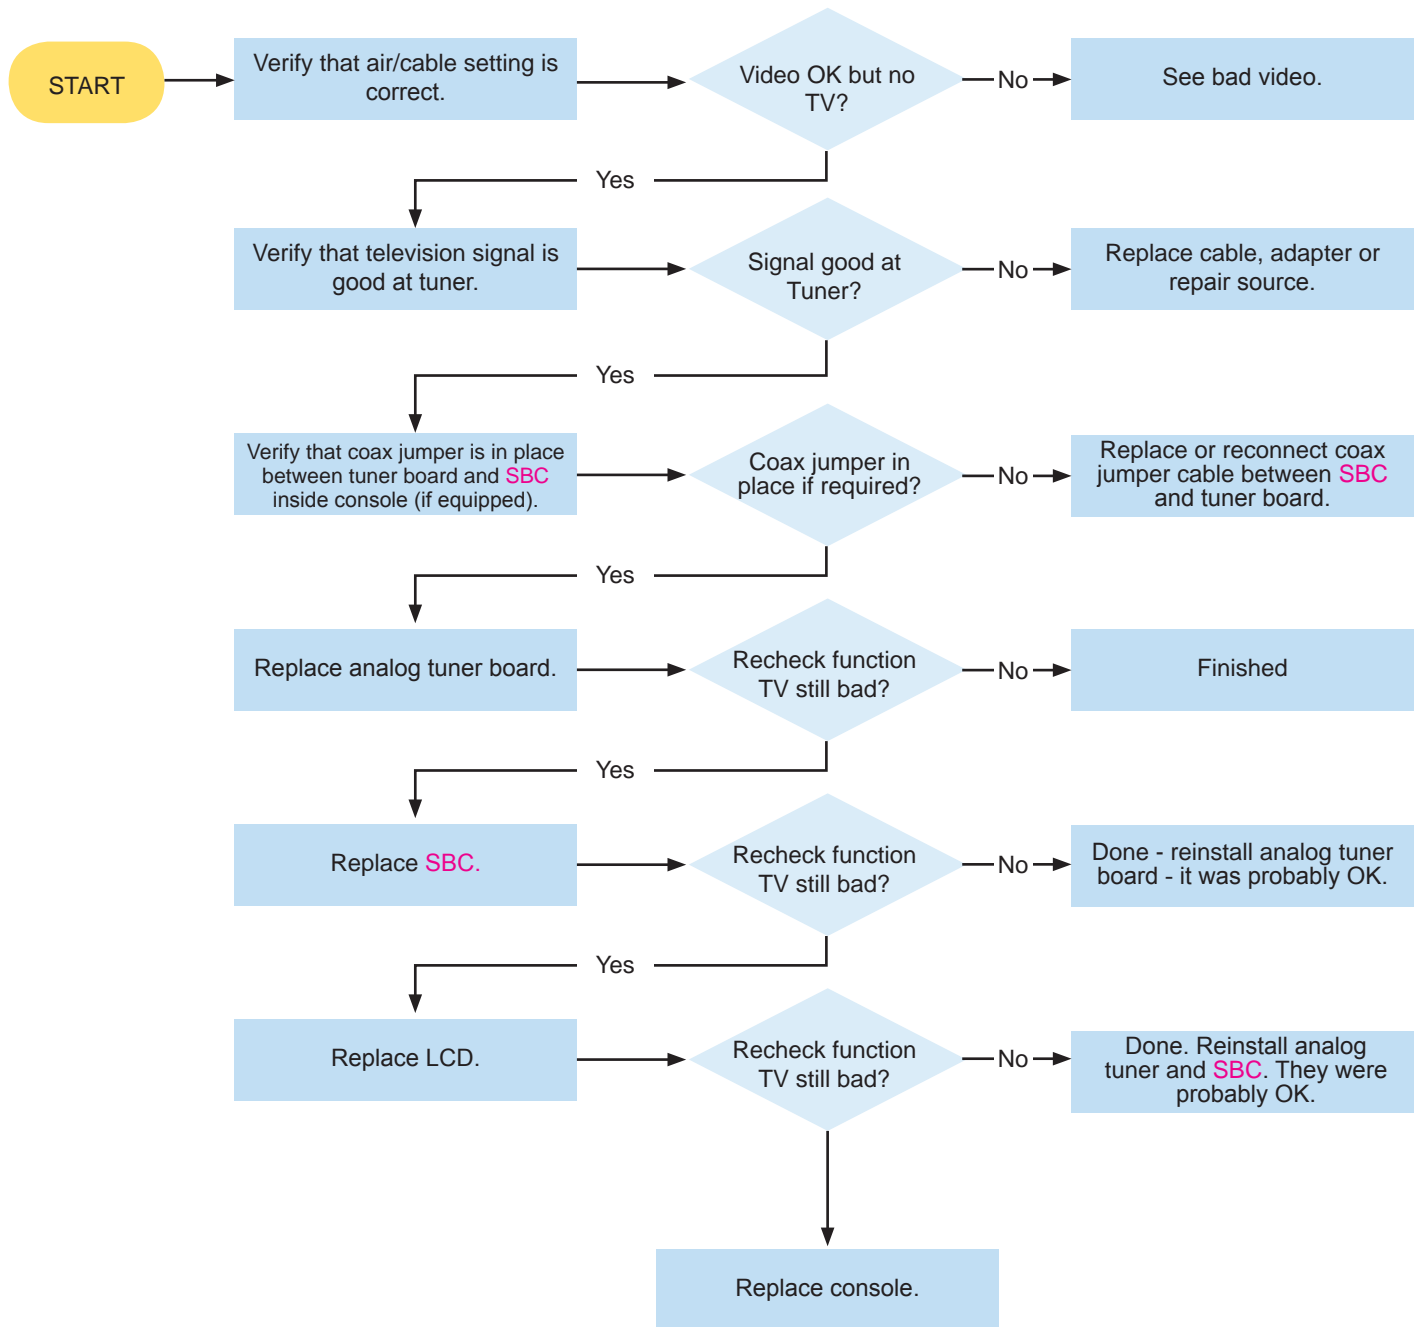 START
Verify that air/cable setting is
correct.
Video OK but no
TV?
No
See bad video.
Yes
Verify that television signal is
good at tuner.
Signal good at
Tuner?
No
Replace cable, adapter or
repair source.
Yes
Verify that coax jumper is in place
between tuner board and SBC
inside console (if equipped).
Coax jumper in
place if required?
No
Replace or reconnect coax
jumper cable between SBC
and tuner board.
Yes
Replace analog tuner board.
Recheck function
TV still bad?
No
Finished
Yes
Replace SBC.
Recheck function
TV still bad?
No
Done - reinstall analog tuner
board - it was probably OK.
Yes
Replace LCD.
Recheck function
TV still bad?
No
Done. Reinstall analog
tuner and SBC. They were
probably OK.
Replace console.